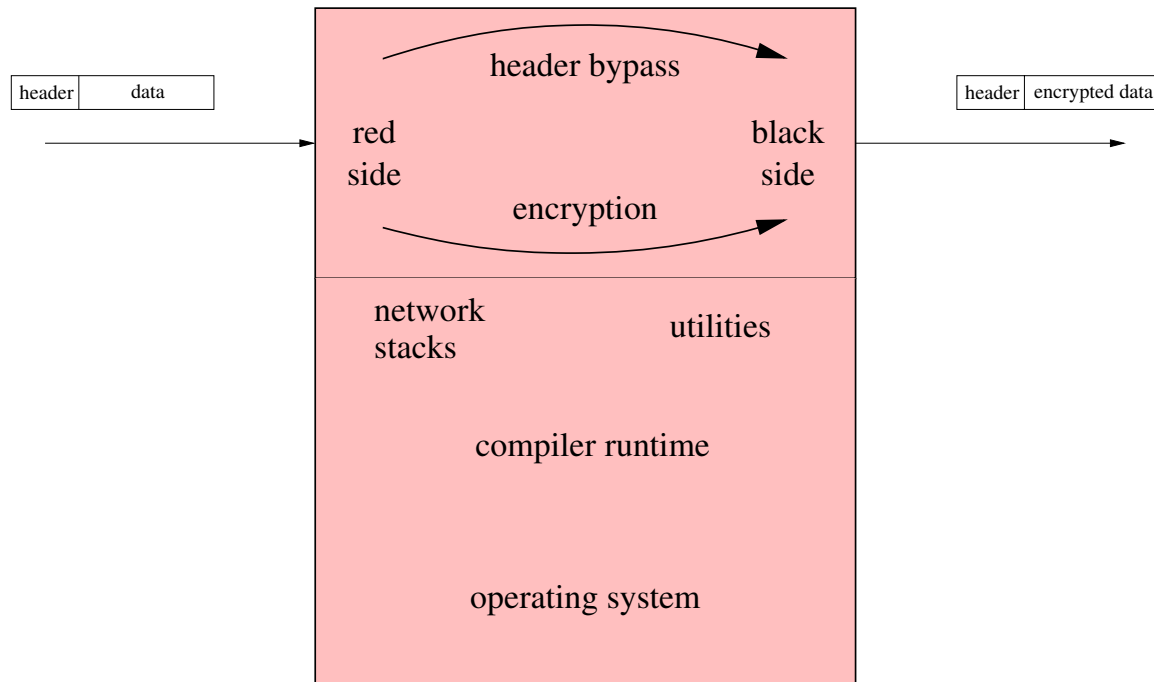 header bypass
header data
header encrypted data
red
side
black
side
encryption
network
stacks
utilities
compiler runtime
operating system